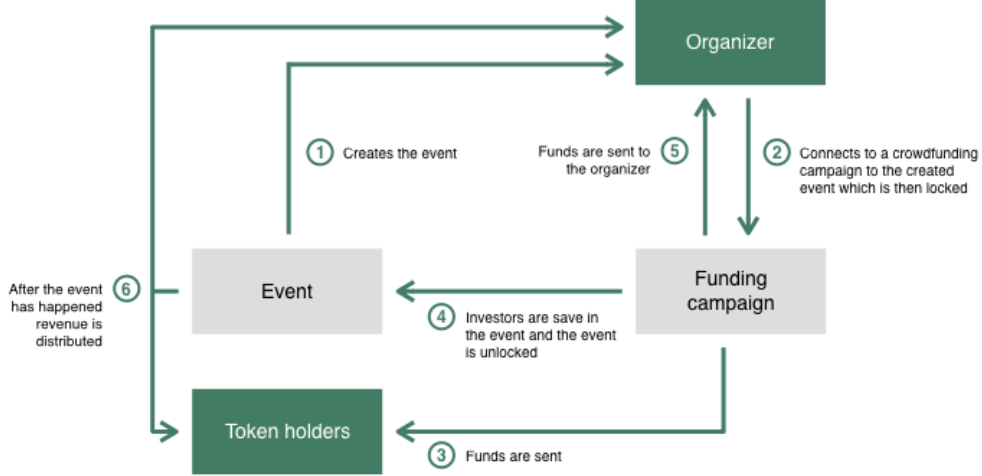 Organizer
1 Creates the event
Funds are sent to
the organizer
5
2 Connects to a crowdfunding
campaign to the created
event which is then locked
After the event
has happened
revenue is
distributed
6
Event
Funding
campaign
4 Investors are save in
the event and the event
is unlocked
Token holders
3 Funds are sent